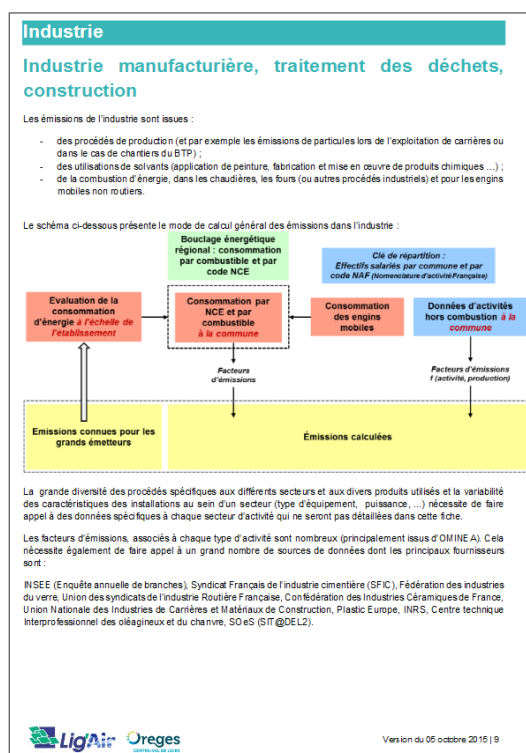 Industrie
Industrie manufacturière, traitement des déchets,
construction
Les émissions de l'industrie sont issues :
- des procédés de production (et par exemple les émissions de particules lors de l'exploitation de carrières ou
dans le cas de chantiers du BTP) ;
- des utilisations de solvants (application de peinture, fabrication et mise en œuvre de produits chimiques ...) ;
- de la combustion d'énergie, dans les chaudières, les fours (ou autres procédés industriels) et pour les engins
mobiles non routiers.
Le schéma ci-dessous présente le mode de calcul général des émissions dans l'industrie :
Bouclage énergétique
régional : consommation
par combustible et par
code NCE
Clé de répartition :
Effectifs salariés par commune et par
code NAF (Nomenclature d'activité Française)
Evaluation de la
consommation
d'énergie à l'échelle de
l'établissement
Consommation par
NCE et par
combustible
à la commune
Consommation
des engins
mobiles
Données d'activités
hors combustion à la
commune
Facteurs
d'émissions
Facteurs d'émissions
f (activité, production)
Emissions connues pour les
grands émetteurs
Émissions calculées
La grande diversité des procédés spécifiques aux différents secteurs et aux divers produits utilisés et la variabilité
des caractéristiques des installations au sein d'un secteur (type d'équipement, puissance, ...) nécessite de faire
appel à des données spécifiques à chaque secteur d'activité qui ne seront pas détaillées dans cette fiche.
Les facteurs d'émissions, associés à chaque type d'activité sont nombreux (principalement issus d'OMINEA). Cela
nécessite également de faire appel à un grand nombre de sources de données dont les principaux fournisseurs
sont :
INSEE (Enquête annuelle de branches), Syndicat Français de l'industrie cimentière (SFIC), Fédération des industries
du verre, Union des syndicats de l'industrie Routière Française, Confédération des Industries Céramiques de France,
Union Nationale des Industries de Carrières et Matériaux de Construction, Plastic Europe, INRS, Centre technique
Interprofessionnel des oléagineux et du chanvre, SOeS (SIT@DEL2).
Lig'Air
Oreges
CENTRE-VAL DE LOIRE
Version du 05 octobre 2015 | 9